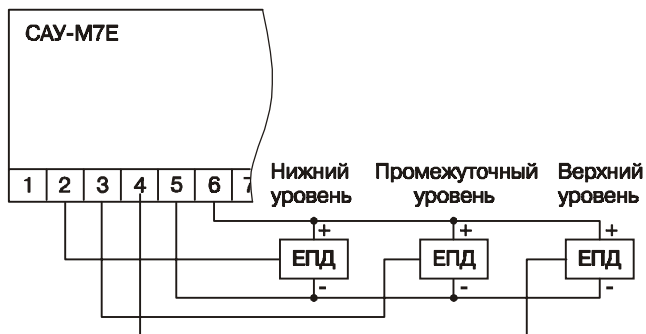 САУ-М7Е
1 2 3 4 5 6 7
Нижний уровень
Промежуточный уровень
Верхний уровень
+ + +
ЕПД ЕПД ЕПД
- - -